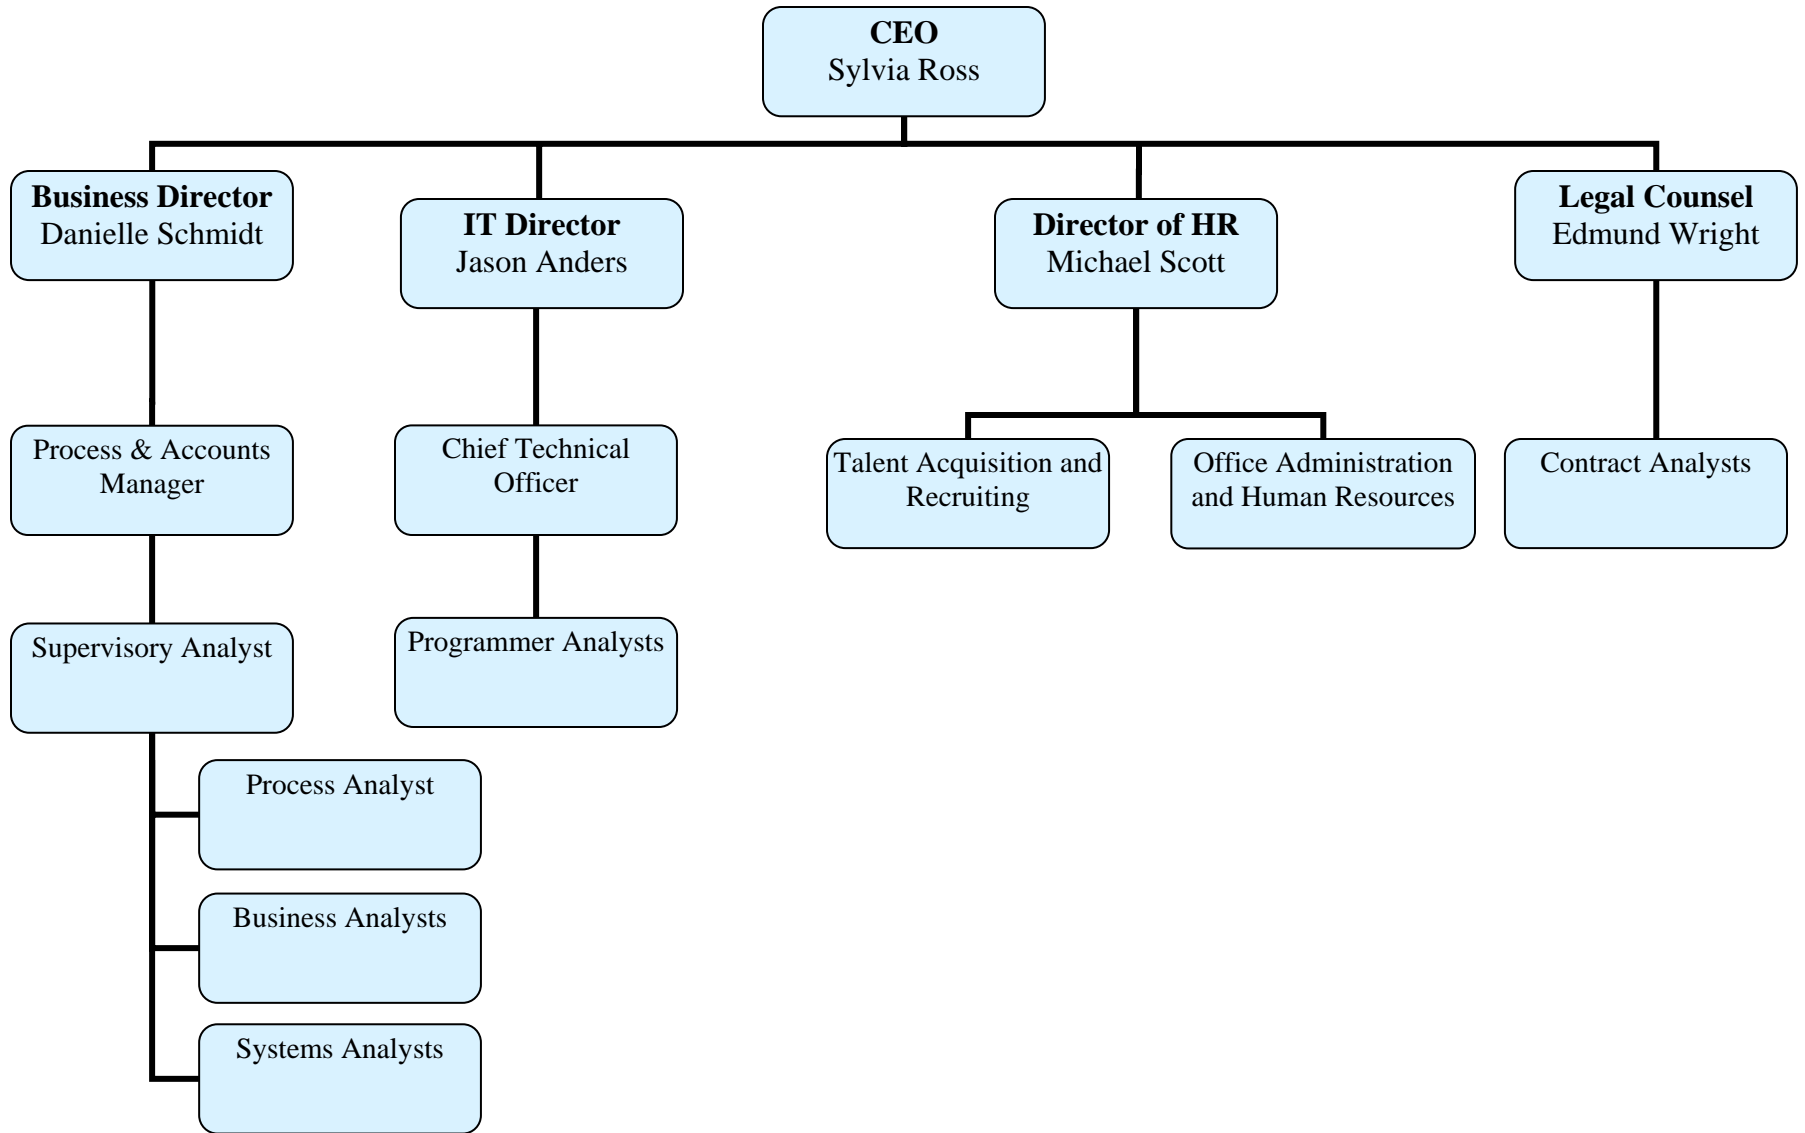 CEO
Sylvia Ross
Business Director
Danielle Schmidt
IT Director
Jason Anders
Director of HR
Michael Scott
Legal Counsel
Edmund Wright
Process & Accounts
Manager
Chief Technical
Officer
Talent Acquisition and
Recruiting
Office Administration
and Human Resources
Contract Analysts
Supervisory Analyst
Programmer Analysts
Process Analyst
Business Analysts
Systems Analysts